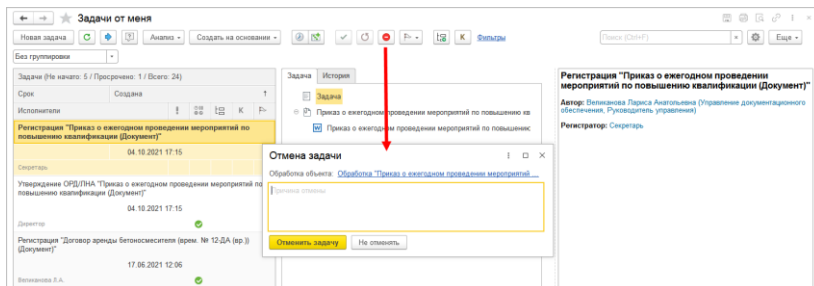 Задачи от меня
Новая задача Анализ Создать на основании К Фильтры Поиск (Ctrl+F) Еще
Без группировки
Задачи (Не начато: 5 / Просрочено: 1 / Всего: 24)
Срок Создана
Исполнители К
Регистрация "Приказ о ежегодном проведении мероприятий по
повышению квалификации (Документ)"
04.10.2021 17:15
Секретарь
Утверждение ОРД/ЛНА "Приказ о ежегодном проведении мероприятий по
повышению квалификации (Документ)"
04.10.2021 17:15
Директор
Регистрация "Договор аренды бетоносмесителя (врем. № 12-ДА (вр.))
(Документ)"
17.06.2021 12:06
Великанова Л.А.
Задача История
Задача
Приказ о ежегодном проведении мероприятий по повышению кв
Приказ о ежегодном проведении мероприятий по повышению
Отмена задачи
Обработка объекта: Обработка "Приказ о ежегодном проведении мероприятий ...
Причина отмены
Отменить задачу Не отменять
Регистрация "Приказ о ежегодном проведении
мероприятий по повышению квалификации (Документ)"
Автор: Великанова Лариса Анатольевна (Управление документационного
обеспечения, Руководитель управления)
Регистратор: Секретарь